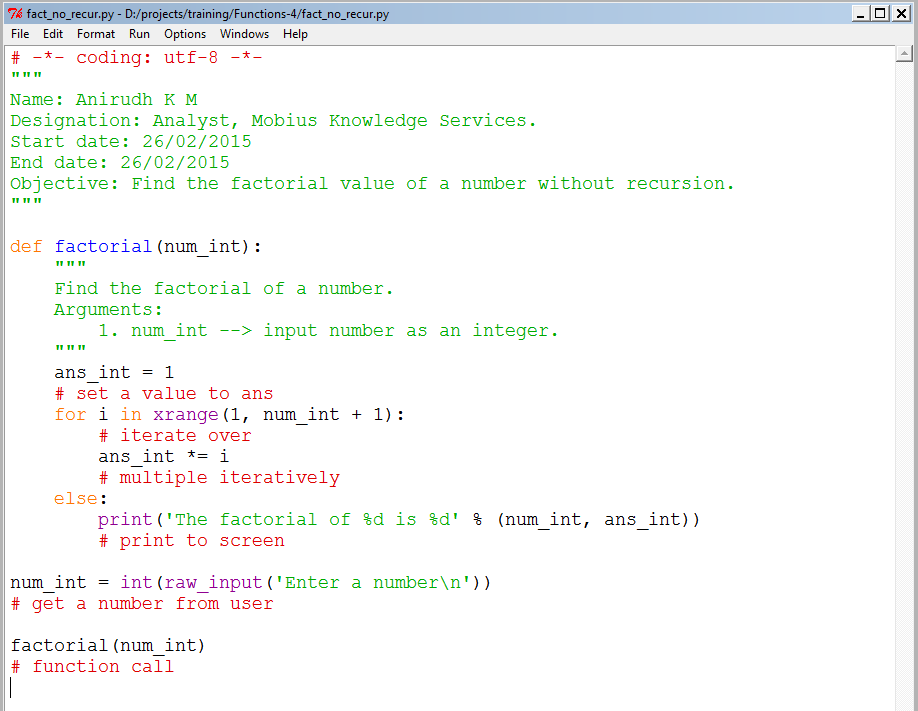 fact_no_recur.py - D:/projects/training/Functions-4/fact_no_recur.py
File Edit Format Run Options Windows Help
# -*- coding: utf-8 -*-
"""
Name: Anirudh K M
Designation: Analyst, Mobius Knowledge Services.
Start date: 26/02/2015
End date: 26/02/2015
Objective: Find the factorial value of a number without recursion.
"""
def factorial(num_int):
    """
    Find the factorial of a number.
    Arguments:
        1. num_int --> input number as an integer.
    """
    ans_int = 1
    # set a value to ans
    for i in xrange(1, num_int + 1):
        # iterate over
        ans_int *= i
        # multiple iteratively
    else:
        print('The factorial of %d is %d' % (num_int, ans_int))
        # print to screen
num_int = int(raw_input('Enter a number\n'))
# get a number from user
factorial(num_int)
# function call